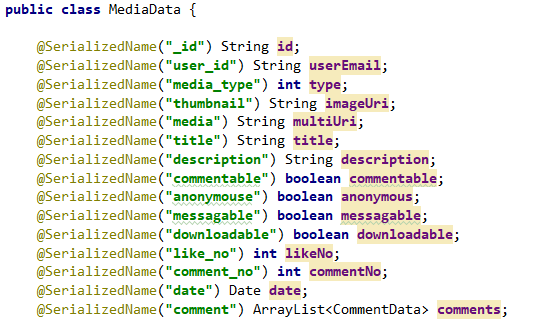 public class MediaData {
@SerializedName("_id") String id;
@SerializedName("user_id") String userEmail;
@SerializedName("media_type") int type;
@SerializedName("thumbnail") String imageUri;
@SerializedName("media") String multiUri;
@SerializedName("title") String title;
@SerializedName("description") String description;
@SerializedName("commentable") boolean commentable;
@SerializedName("anonymouse") boolean anonymous;
@SerializedName("messagable") boolean messagable;
@SerializedName("downloadable") boolean downloadable;
@SerializedName("like_no") int likeNo;
@SerializedName("comment_no") int commentNo;
@SerializedName("date") Date date;
@SerializedName("comment") ArrayList<CommentData> comments;